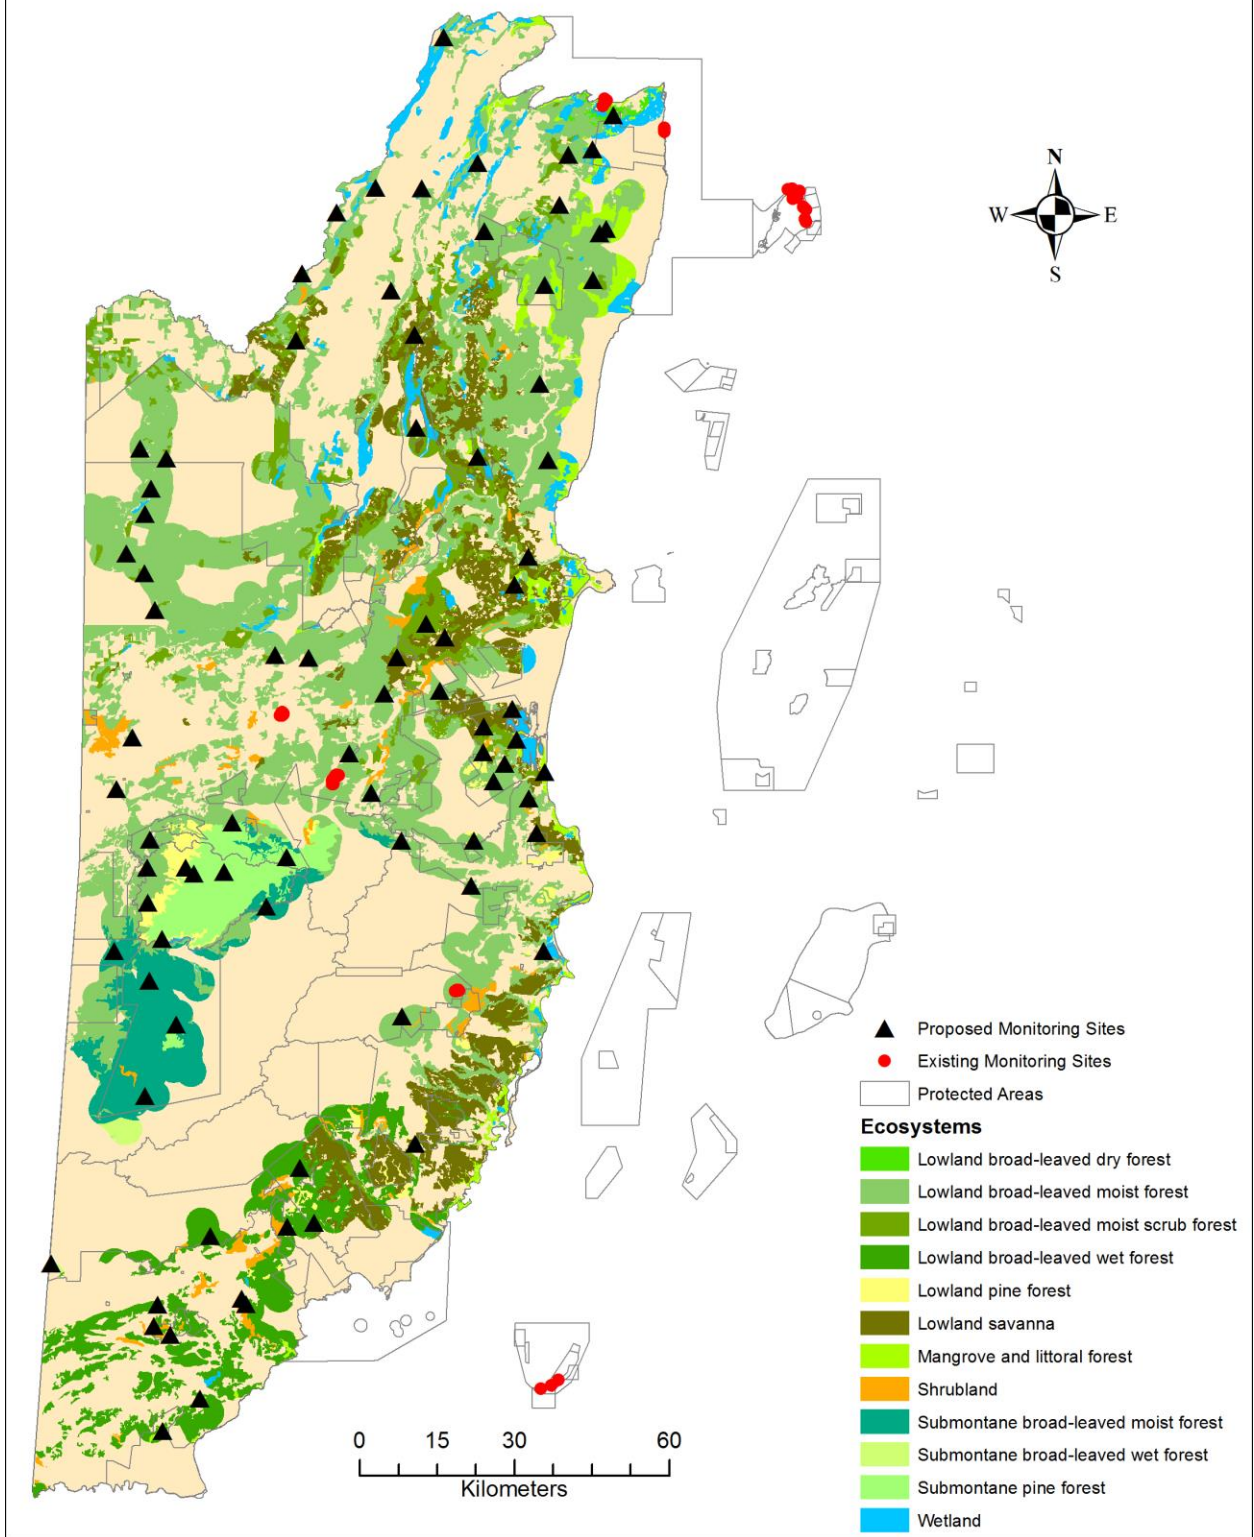 N
W E
S
Proposed Monitoring Sites
Existing Monitoring Sites
Protected Areas
Ecosystems
Lowland broad-leaved dry forest
Lowland broad-leaved moist forest
Lowland broad-leaved moist scrub forest
Lowland broad-leaved wet forest
Lowland pine forest
Lowland savanna
Mangrove and littoral forest
Shrubland
Submontane broad-leaved moist forest
Submontane broad-leaved wet forest
Submontane pine forest
Wetland
0 15 30 60
Kilometers